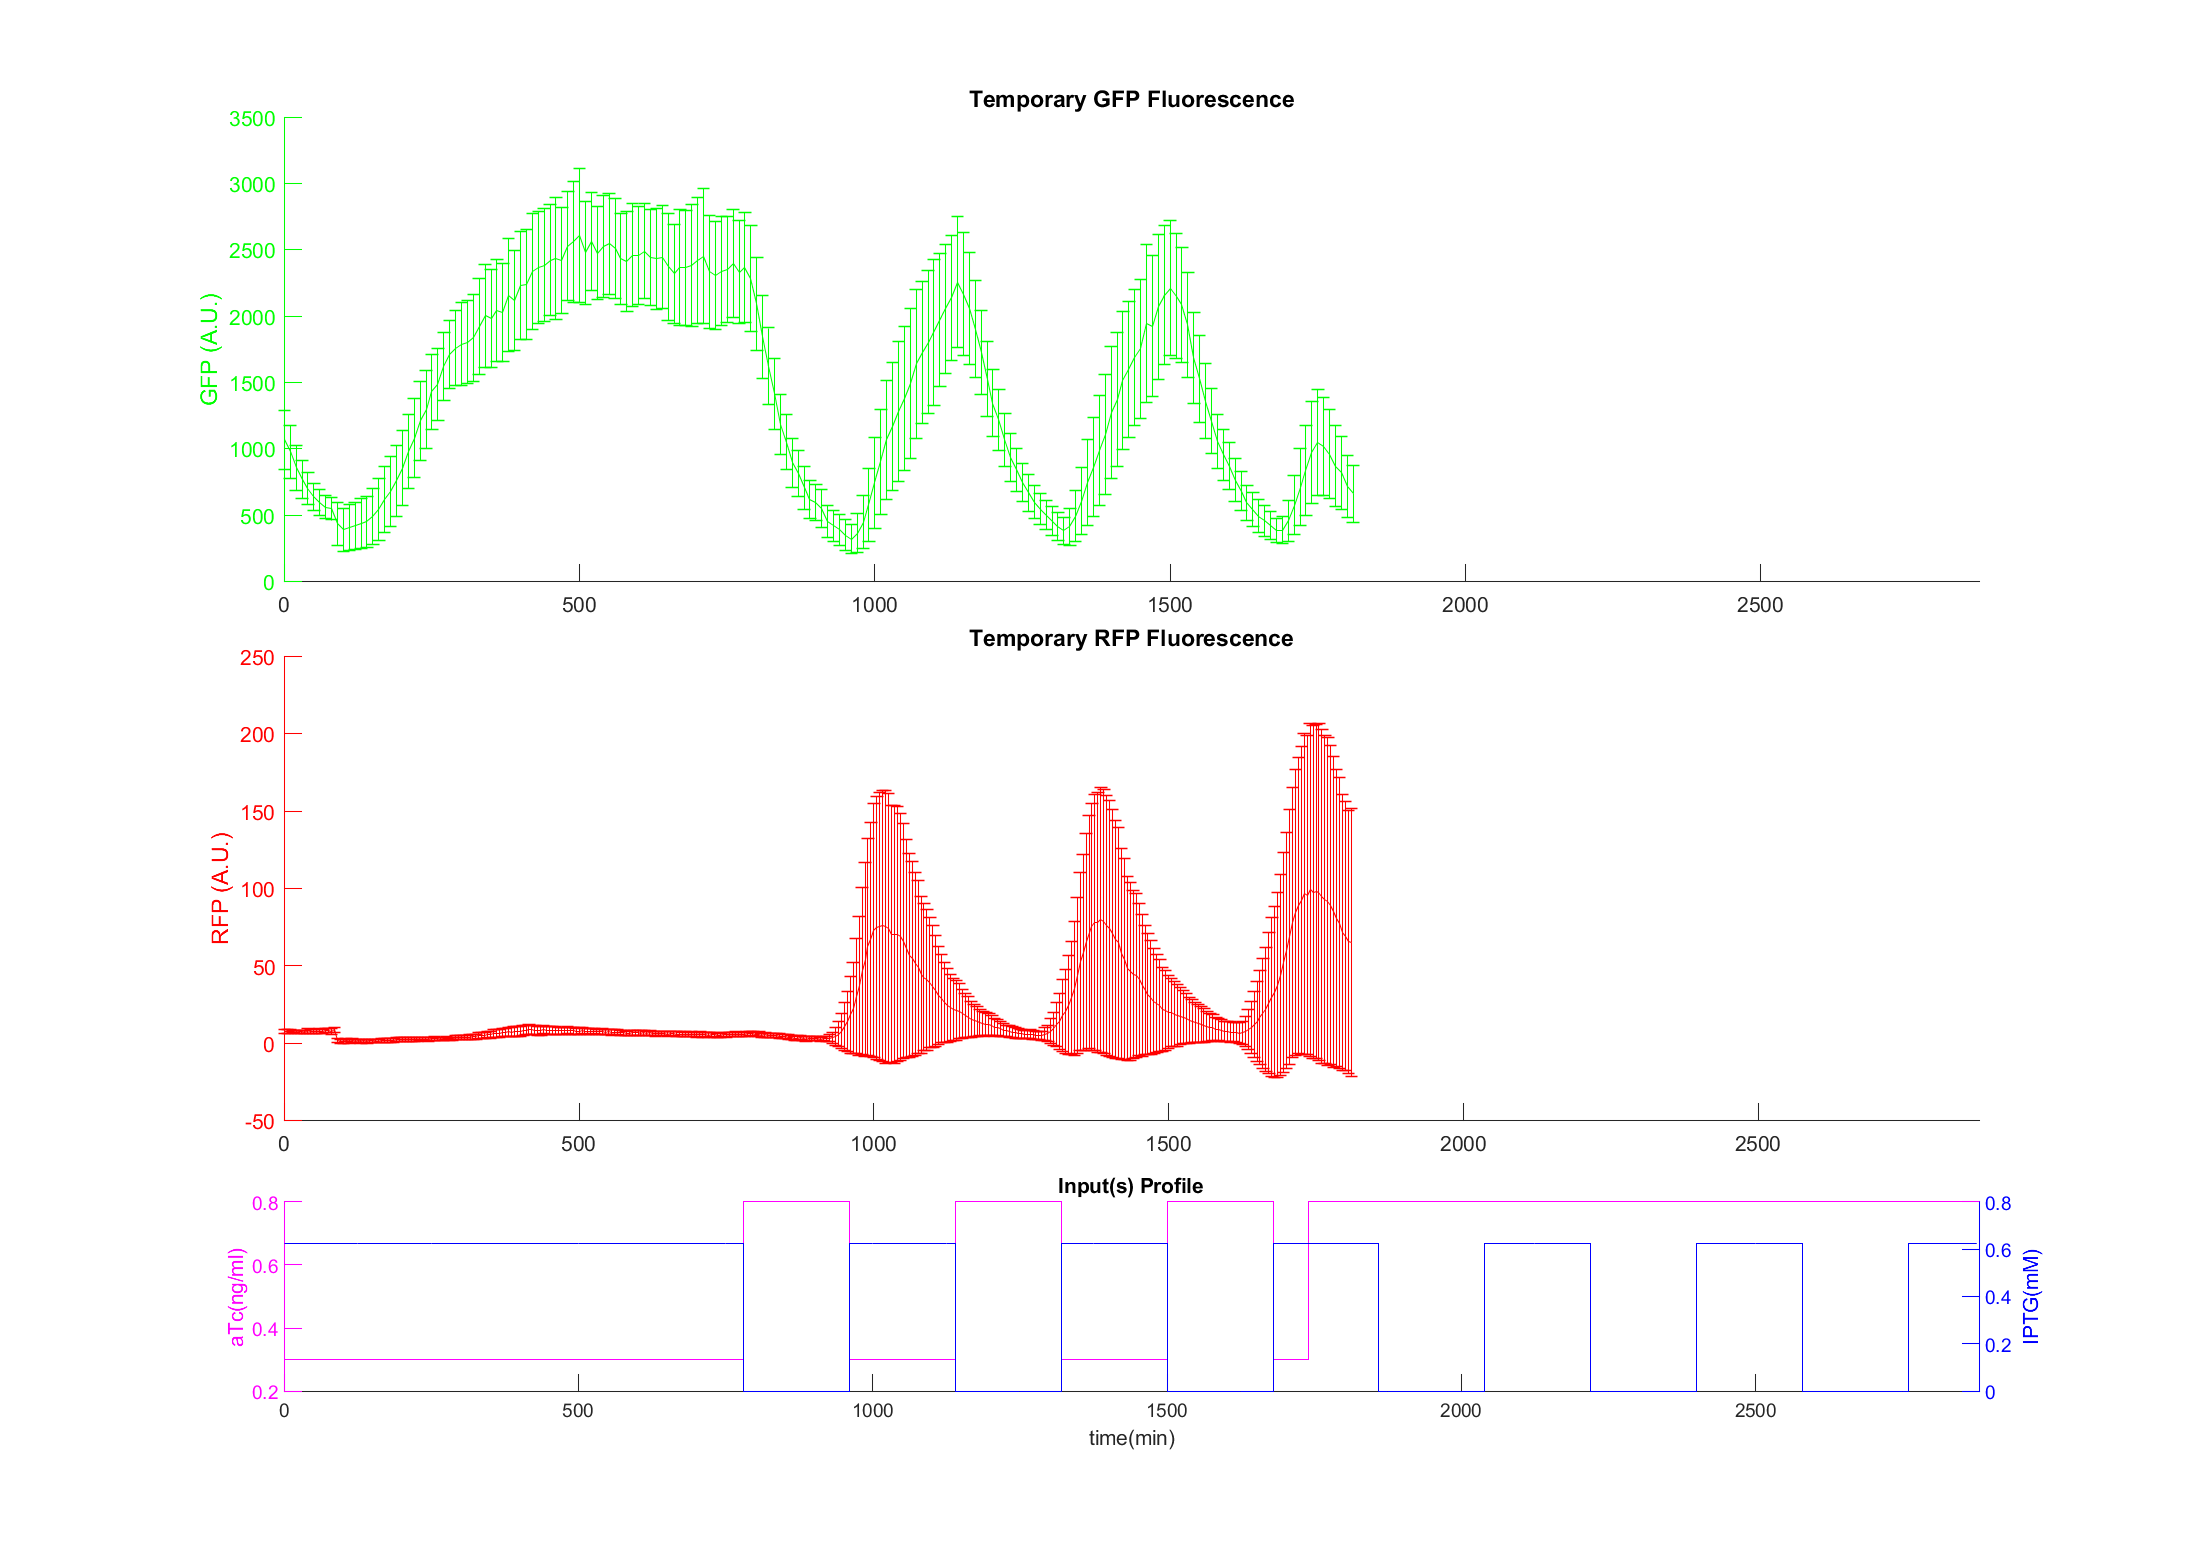 Temporary GFP Fluorescence
3500
3000
2500
2000
1500
1000
500
0
GFP (A.U.)
0 500 1000 1500 2000 2500
Temporary RFP Fluorescence
250
200
150
100
50
0
-50
RFP (A.U.)
0 500 1000 1500 2000 2500
Input(s) Profile
0.8
0.6
0.4
0.2
aTc(ng/ml)
0.8
0.6
0.4
0.2
0
IPTG(mM)
0 500 1000 1500 2000 2500
time(min)